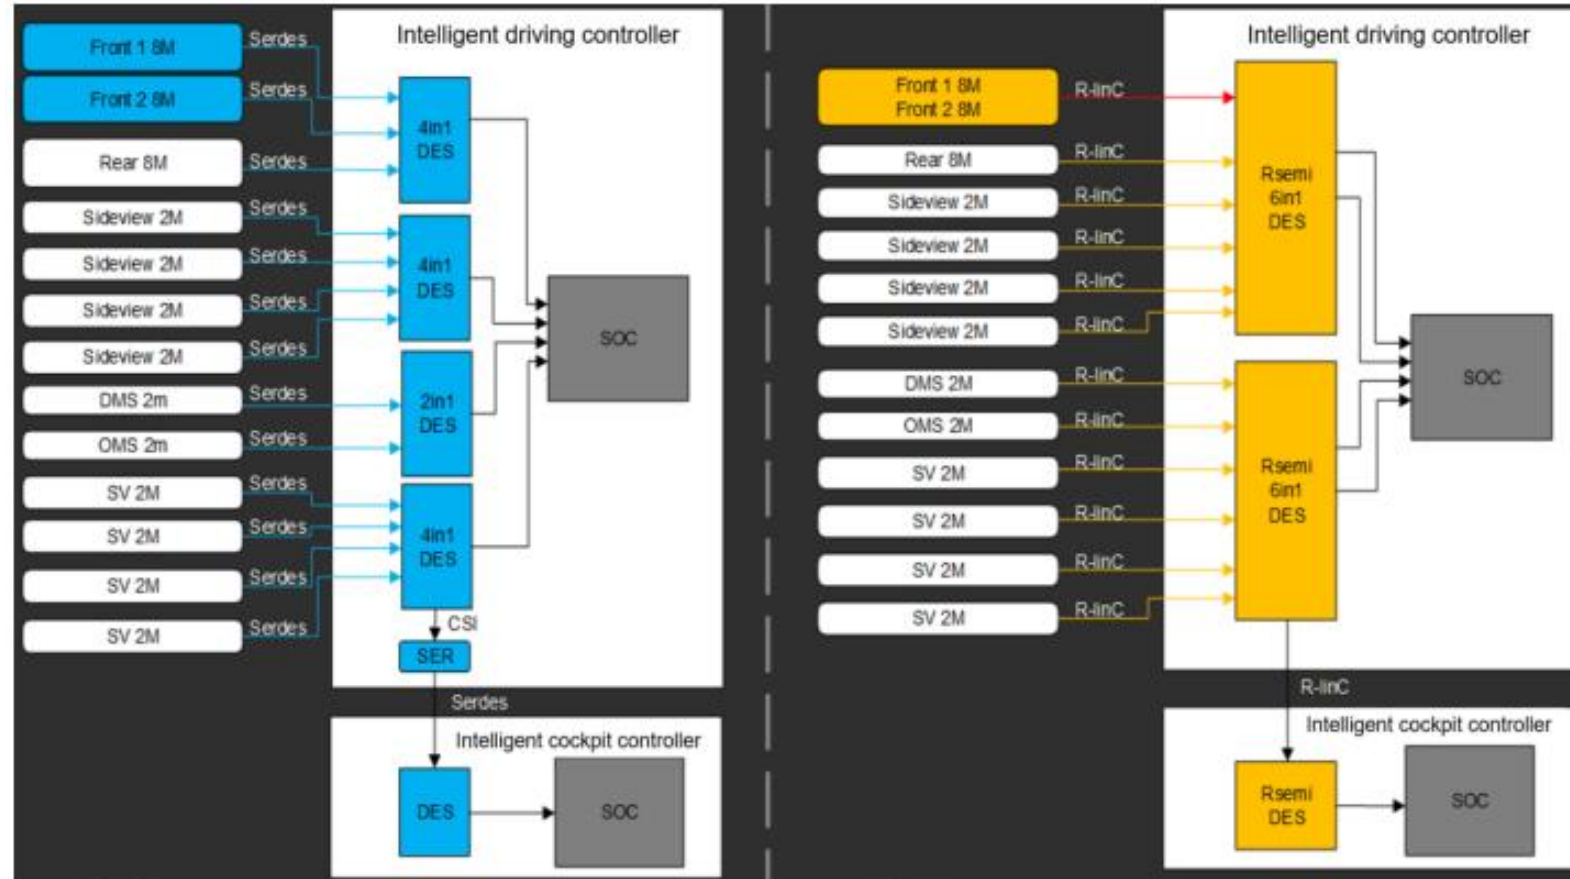 Intelligent driving controller
Front 1 8M
Serdes
Front 2 8M
Serdes
Rear 8M
Serdes
4in1
DES
Sideview 2M
Serdes
Sideview 2M
Serdes
Sideview 2M
Serdes
Sideview 2M
Serdes
4in1
DES
SOC
DMS 2m
Serdes
OMS 2m
Serdes
2in1
DES
SV 2M
Serdes
SV 2M
Serdes
SV 2M
Serdes
SV 2M
Serdes
4in1
DES
CSI
SER
Serdes
Intelligent cockpit controller
DES
SOC
Intelligent driving controller
Front 1 8M
Front 2 8M
R-linC
Rear 8M
R-linC
Sideview 2M
R-linC
Sideview 2M
R-linC
Sideview 2M
R-linC
Sideview 2M
R-linC
Rsemi
6in1
DES
SOC
DMS 2M
R-linC
OMS 2M
R-linC
SV 2M
R-linC
SV 2M
R-linC
SV 2M
R-linC
SV 2M
R-linC
Rsemi
6in1
DES
R-linC
Intelligent cockpit controller
Rsemi
DES
SOC